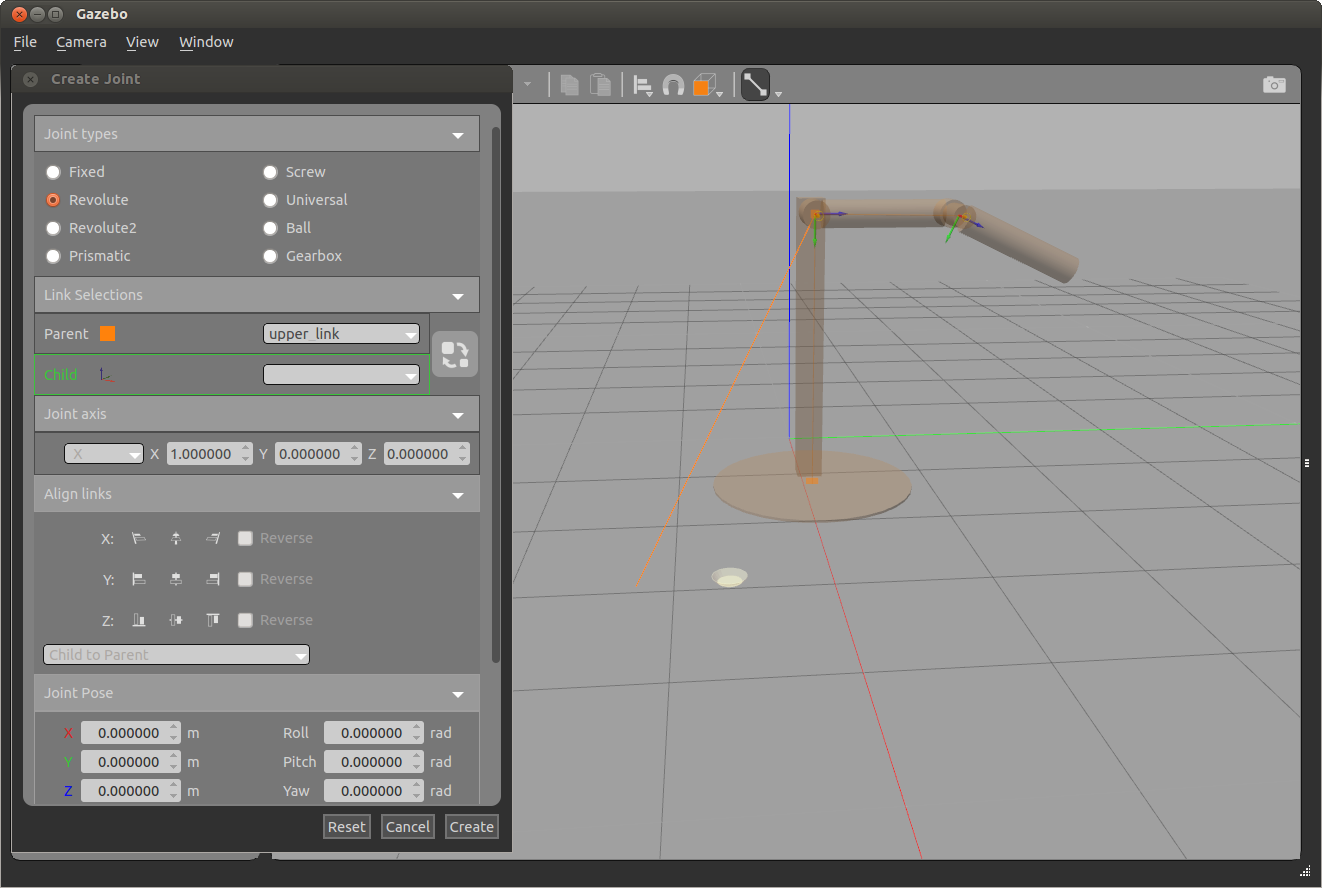 Gazebo
File Camera View Window
Create Joint
Joint types
Fixed Screw
Revolute Universal
Revolute2 Ball
Prismatic Gearbox
Link Selections
Parent upper_link
Child
Joint axis
X X 1.000000 Y 0.000000 Z 0.000000
Align links
X: Reverse
Y: Reverse
Z: Reverse
Child to Parent
Joint Pose
X 0.000000 m Roll 0.000000 rad
Y 0.000000 m Pitch 0.000000 rad
Z 0.000000 m Yaw 0.000000 rad
Reset Cancel Create